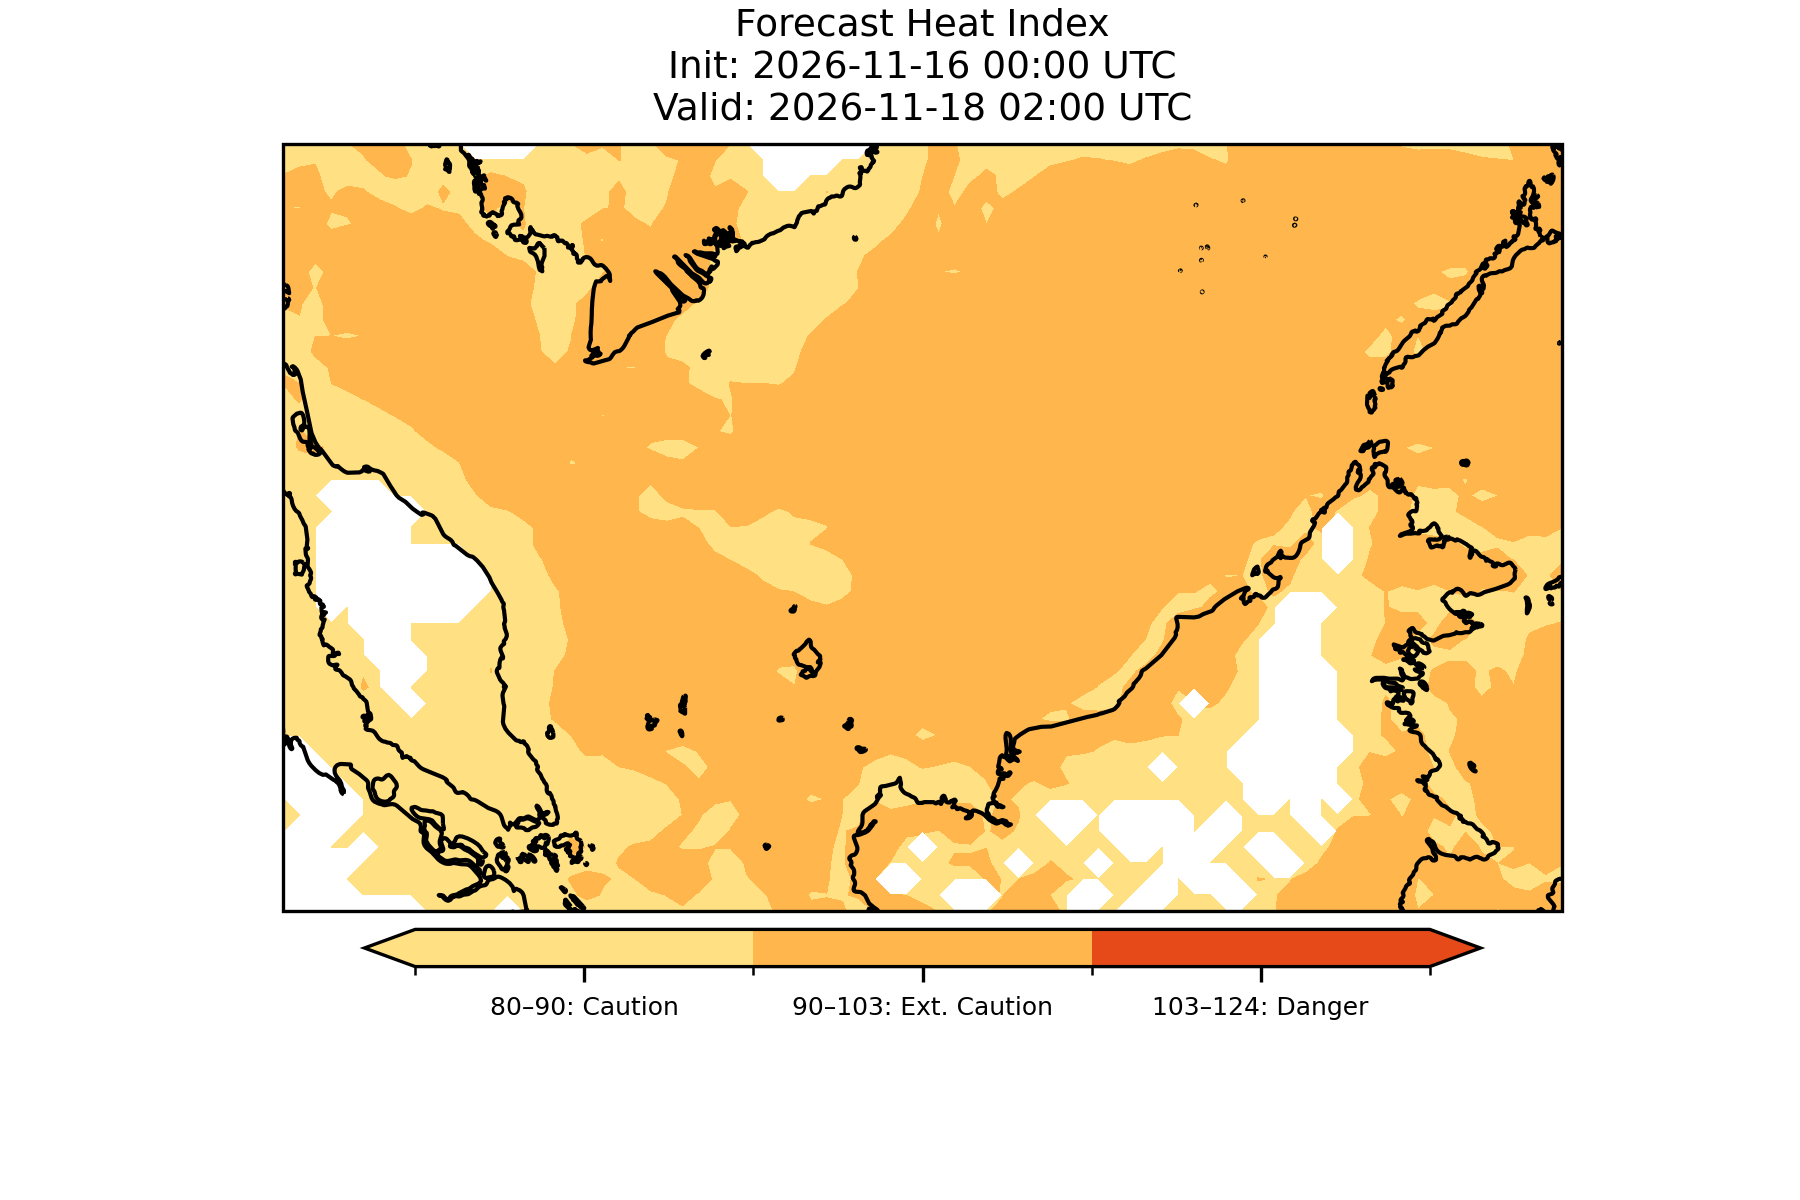 Forecast Heat Index
Init: 2026-11-16 00:00 UTC
Valid: 2026-11-18 02:00 UTC
80–90: Caution
90–103: Ext. Caution
103–124: Danger